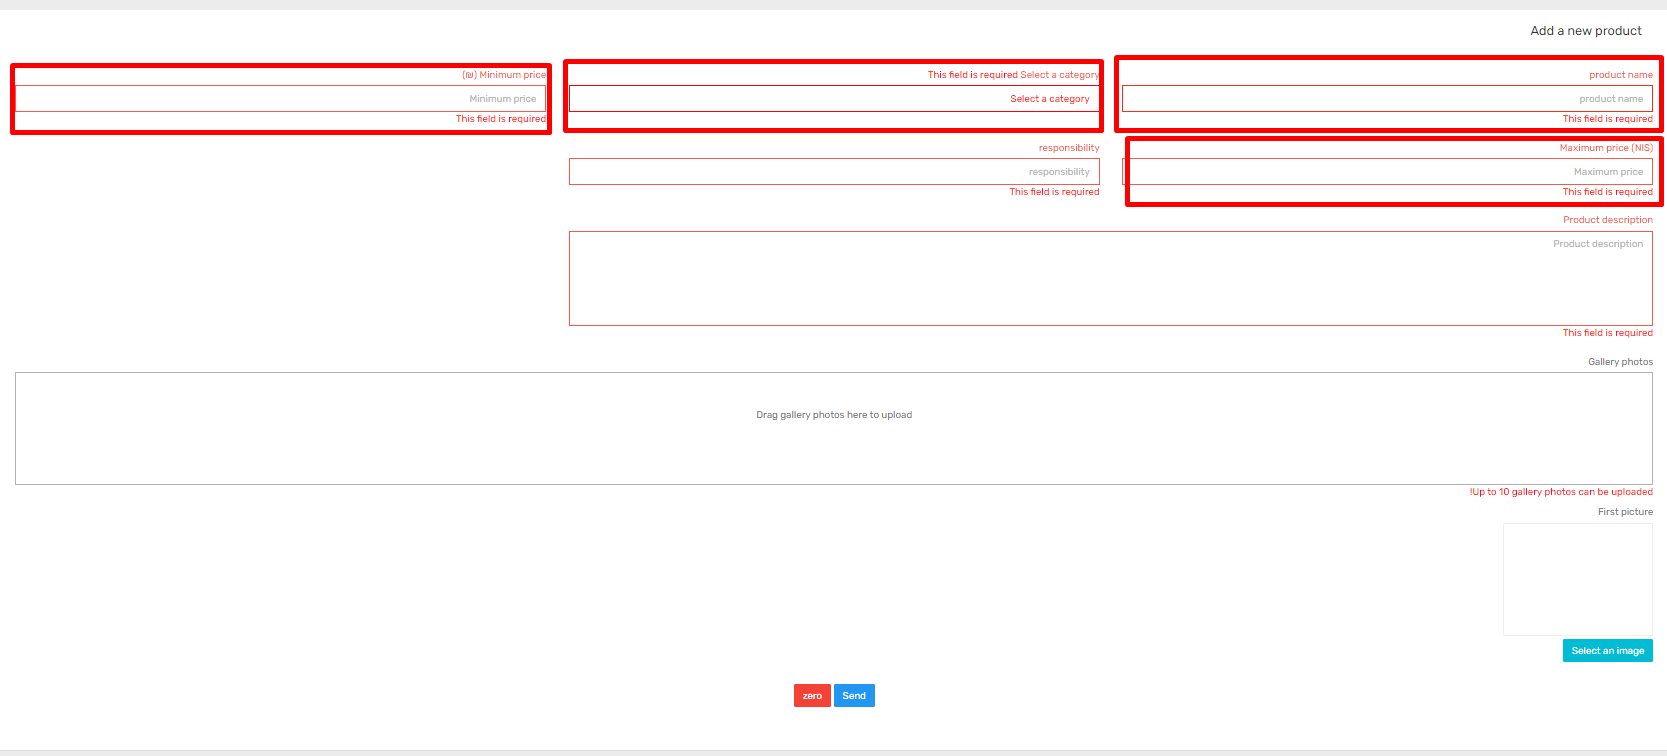 Add a new product
product name
product name
This field is required
This field is required Select a category
Select a category
(₪) Minimum price
Minimum price
This field is required
Maximum price (NIS)
Maximum price
This field is required
responsibility
responsibility
This field is required
Product description
Product description
This field is required
Gallery photos
Drag gallery photos here to upload
!Up to 10 gallery photos can be uploaded
First picture
Select an image
zero Send